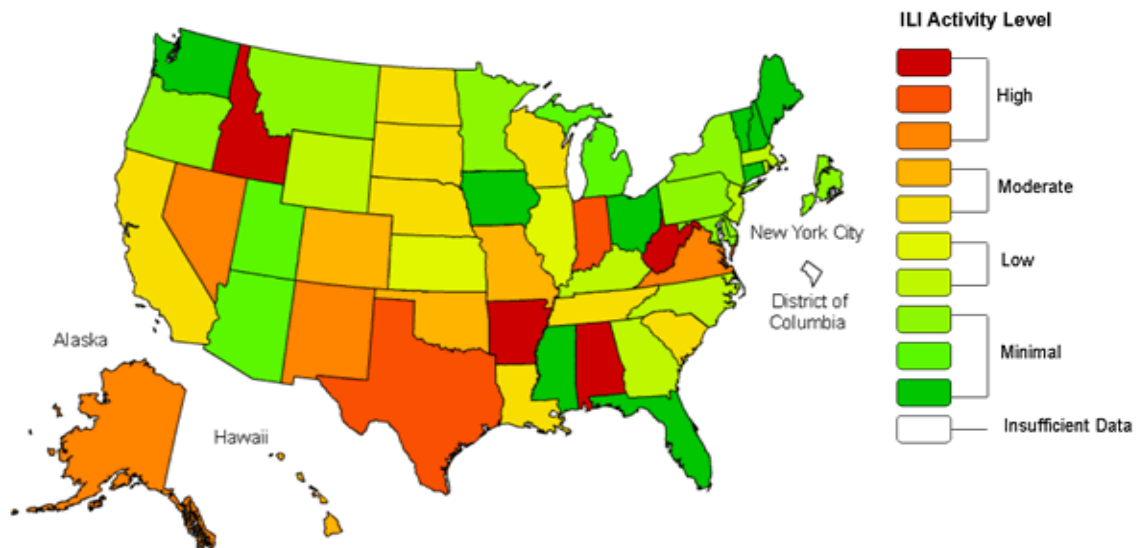 ILI Activity Level
High
Moderate
Low
Minimal
Insufficient Data
New York City
District of
Columbia
Alaska
Hawaii